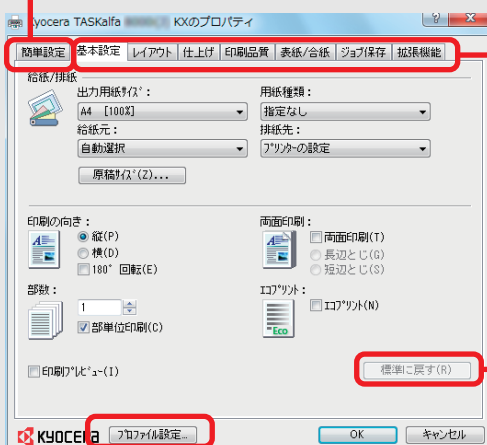 Kyocera TASKalfa KXのプロパティ
簡単設定 基本設定 レイアウト 仕上げ 印刷品質 表紙/合紙 ジョブ保存 拡張機能
給紙/排紙
出力用紙ｻｲｽﾞ: 用紙種類:
A4 [100%] 指定なし
給紙元: 排紙先:
自動選択 ﾌﾟﾘﾝﾀｰの設定
原稿ｻｲｽﾞ(Z)...
印刷の向き: 両面印刷:
縦(P) 両面印刷(T)
横(D) 長辺とじ(G)
180° 回転(E) 短辺とじ(S)
部数: ｴｺﾌﾟﾘﾝﾄ:
1 ｴｺﾌﾟﾘﾝﾄ(N)
部単位印刷(C) Eco
印刷ﾌﾟﾚﾋﾞｭｰ(I) 標準に戻す(R)
KYOCERA ﾌﾟﾛﾌｧｲﾙ設定... OK ｷｬﾝｾﾙ